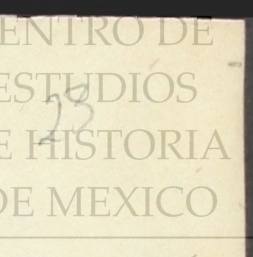 ENTRO DE
ESTUDIOS
23
E HISTORIA
DE MEXICO